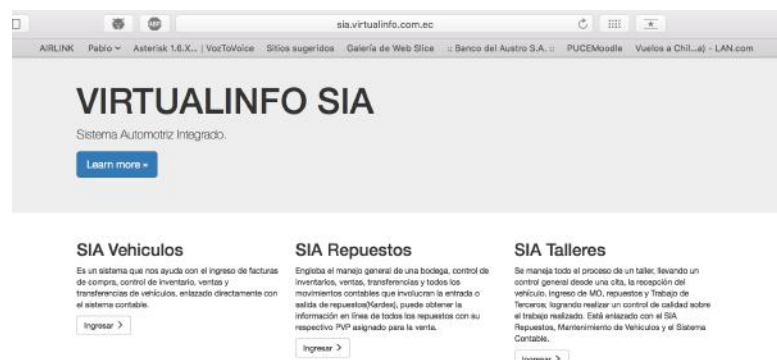 sia.virtualinfo.com.ec
AIRLINK Pablo Asterisk 1.6.X... | VozToVoice Sitios sugeridos Galería de Web Slice :: Banco del Austro S.A. :: PUCEMoodle Vuelos a Chil...a) - LAN.com
VIRTUALINFO SIA
Sistema Automotriz Integrado.
Learn more »
SIA Vehiculos
Es un sistema que nos ayuda con el ingreso de facturas
de compra, control de inventario, ventas y
transferencias de vehículos, enlazado directamente con
el sistema contable.
Ingresar >
SIA Repuestos
Engloba el manejo general de una bodega, control de
inventarios, ventas, transferencias y todos los
movimientos contables que involucran la entrada o
salida de repuestos(Kardex), puede obtener la
información en línea de todos los repuestos con su
respectivo PVP asignado para la venta.
Ingresar >
SIA Talleres
Se maneja todo el proceso de un taller, llevando un
control general desde una cita, la recepción del
vehículo, ingreso de MO, repuestos y Trabajo de
Terceros; logrando realizar un control de calidad sobre
el trabajo realizado. Está enlazado con el SIA
Repuestos, Mantenimiento de Vehiculos y el Sistema
Contable.
Ingresar >